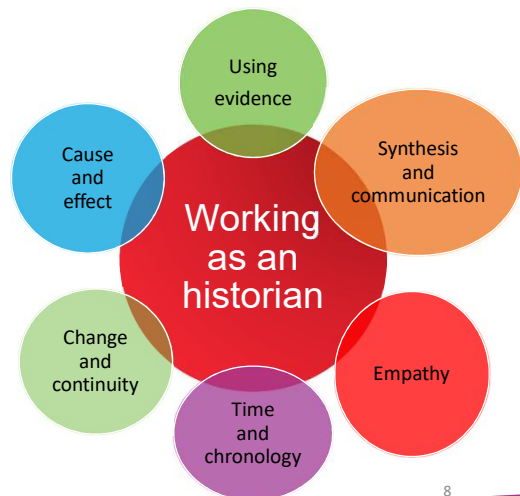 Using
evidence
Synthesis
and
communication
Empathy
Time
and
chronology
Change
and
continuity
Cause
and
effect
Working
as an
historian
8